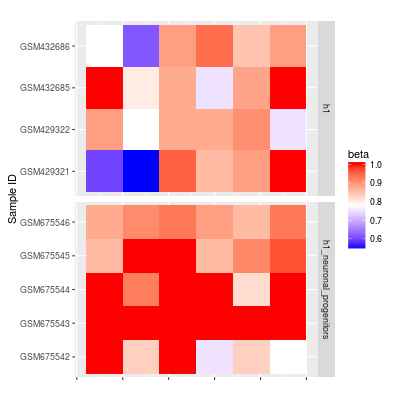 GSM432686
GSM432685
GSM429322
GSM429321
h1
GSM675546
GSM675545
GSM675544
GSM675543
GSM675542
h1_neuronal_progenitors
Sample ID
beta
1.0
0.9
0.8
0.7
0.6